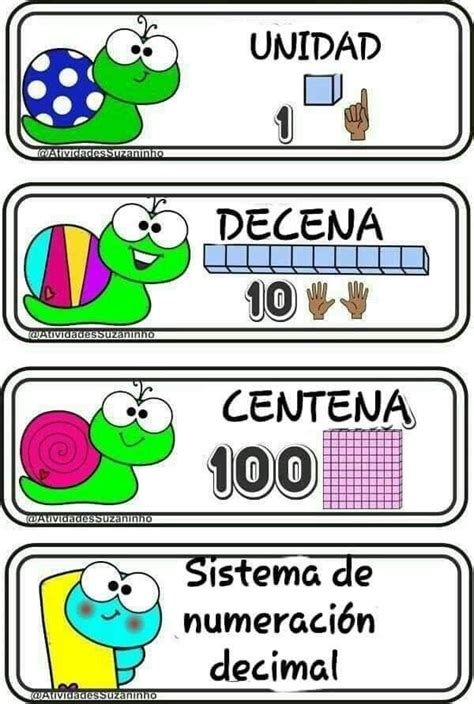 UNIDAD
1
@AtividadesSuzaninho
DECENA
10
@AtividadesSuzaninho
CENTENA
100
@AtividadesSuzaninho
Sistema de
numeración
decimal
@AtividadesSuzaninho